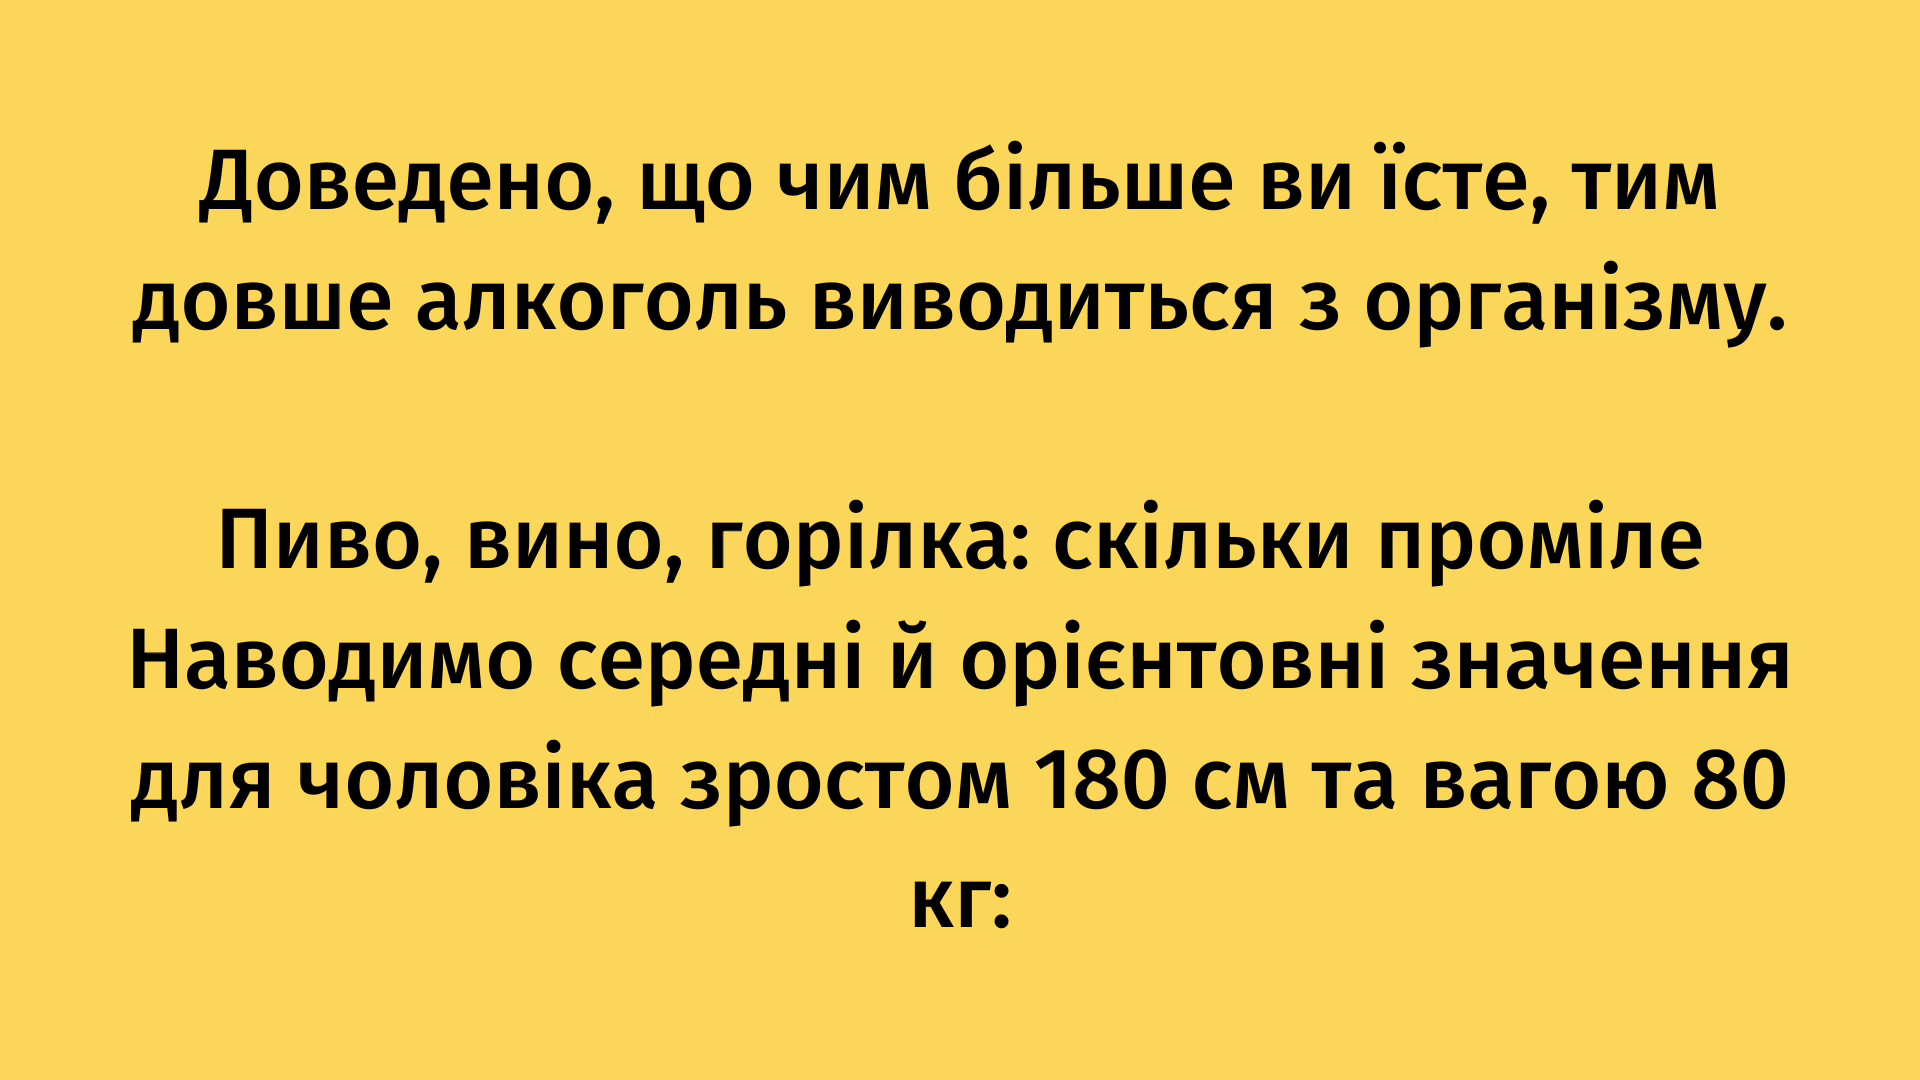 Доведено, що чим більше ви їсте, тим
довше алкоголь виводиться з організму.
Пиво, вино, горілка: скільки проміле
Наводимо середні й орієнтовні значення
для чоловіка зростом 180 см та вагою 80
кг: